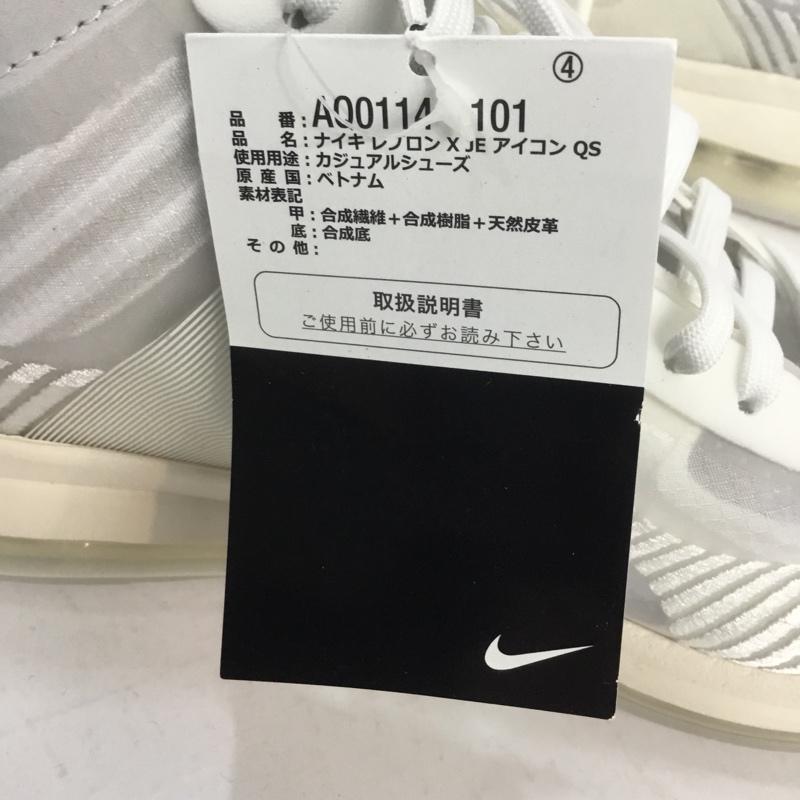 ④
品 番:AQ0114 101
品 名:ナイキ レブロン X JE アイコン QS
使用用途:カジュアルシューズ
原 産 国:ベトナム
素材表記
甲:合成繊維+合成樹脂+天然皮革
底:合成底
その他:
取扱説明書
ご使用前に必ずお読み下さい